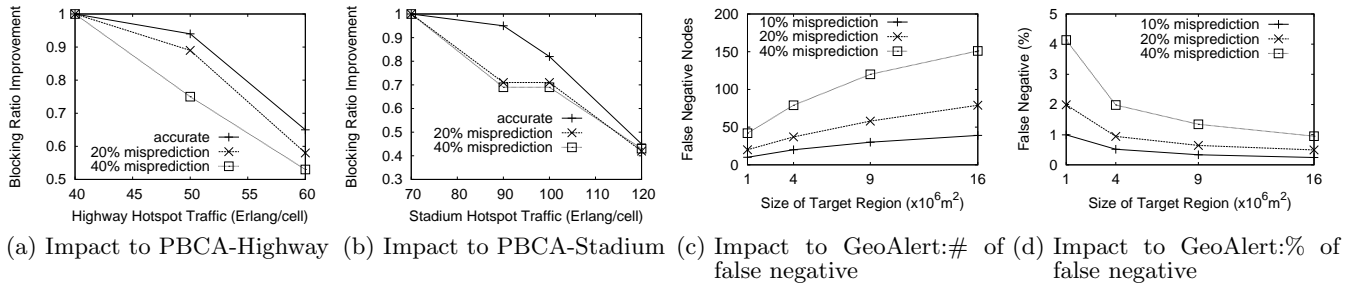 Blocking Ratio Improvement
1
0.9
0.8
0.7
0.6
0.5
accurate
20% misprediction
40% misprediction
40 45 50 55 60
Highway Hotspot Traffic (Erlang/cell)
(a) Impact to PBCA-Highway
Blocking Ratio Improvement
1
0.9
0.8
0.7
0.6
0.5
0.4
0.3
accurate
20% misprediction
40% misprediction
70 80 90 100 110 120
Stadium Hotspot Traffic (Erlang/cell)
(b) Impact to PBCA-Stadium
False Negative Nodes
200
150
100
50
0
10% misprediction
20% misprediction
40% misprediction
1 4 9 16
Size of Target Region (x10⁶m²)
(c) Impact to GeoAlert:# of
false negative
False Negative (%)
5
4
3
2
1
0
10% misprediction
20% misprediction
40% misprediction
1 4 9 16
Size of Target Region (x10⁶m²)
(d) Impact to GeoAlert:% of
false negative